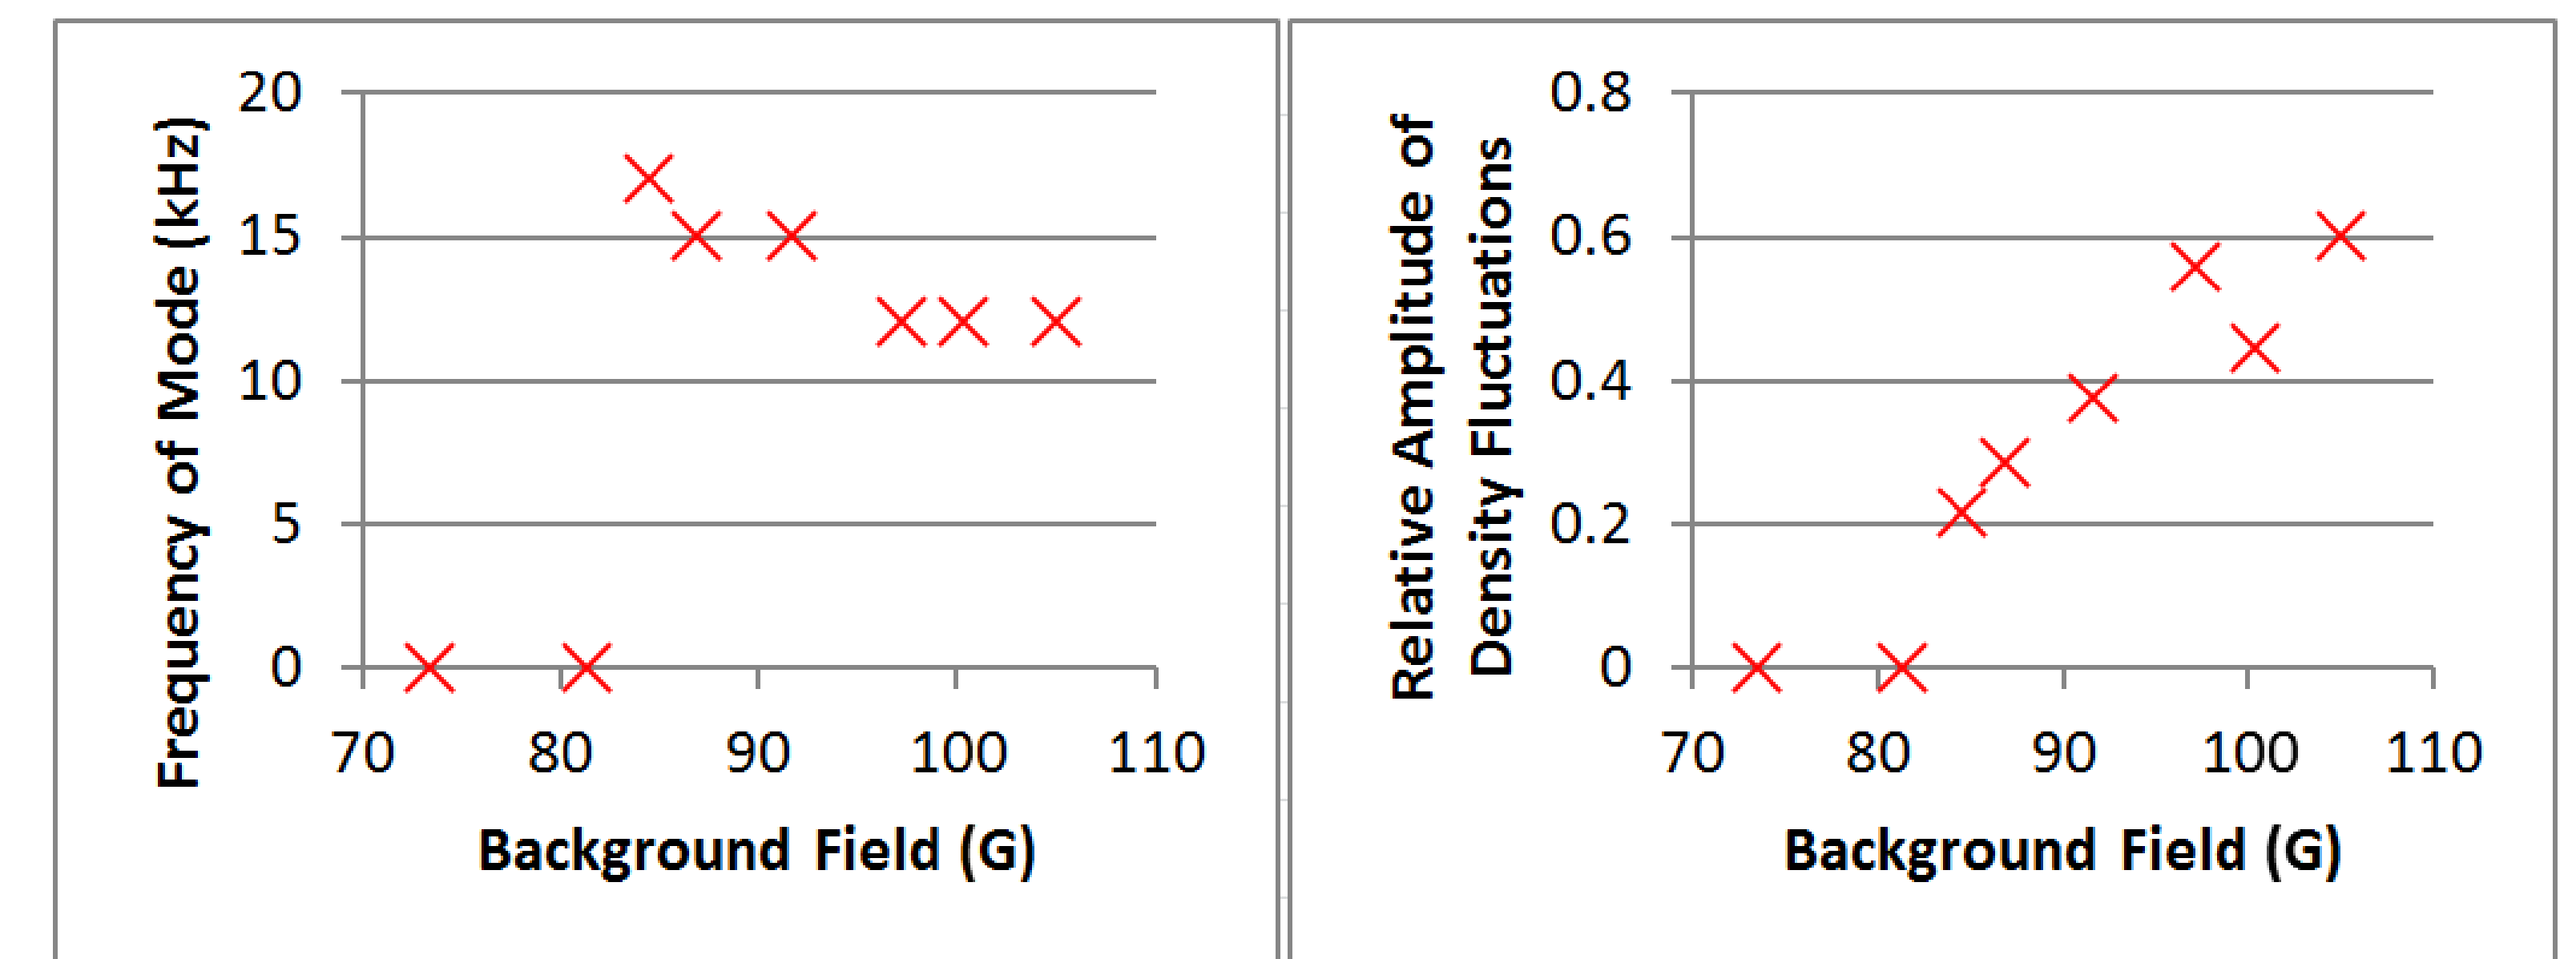 Frequency of Mode (kHz)
20
15
10
5
0
70 80 90 100 110
Background Field (G)
Relative Amplitude of
Density Fluctuations
0.8
0.6
0.4
0.2
0
70 80 90 100 110
Background Field (G)